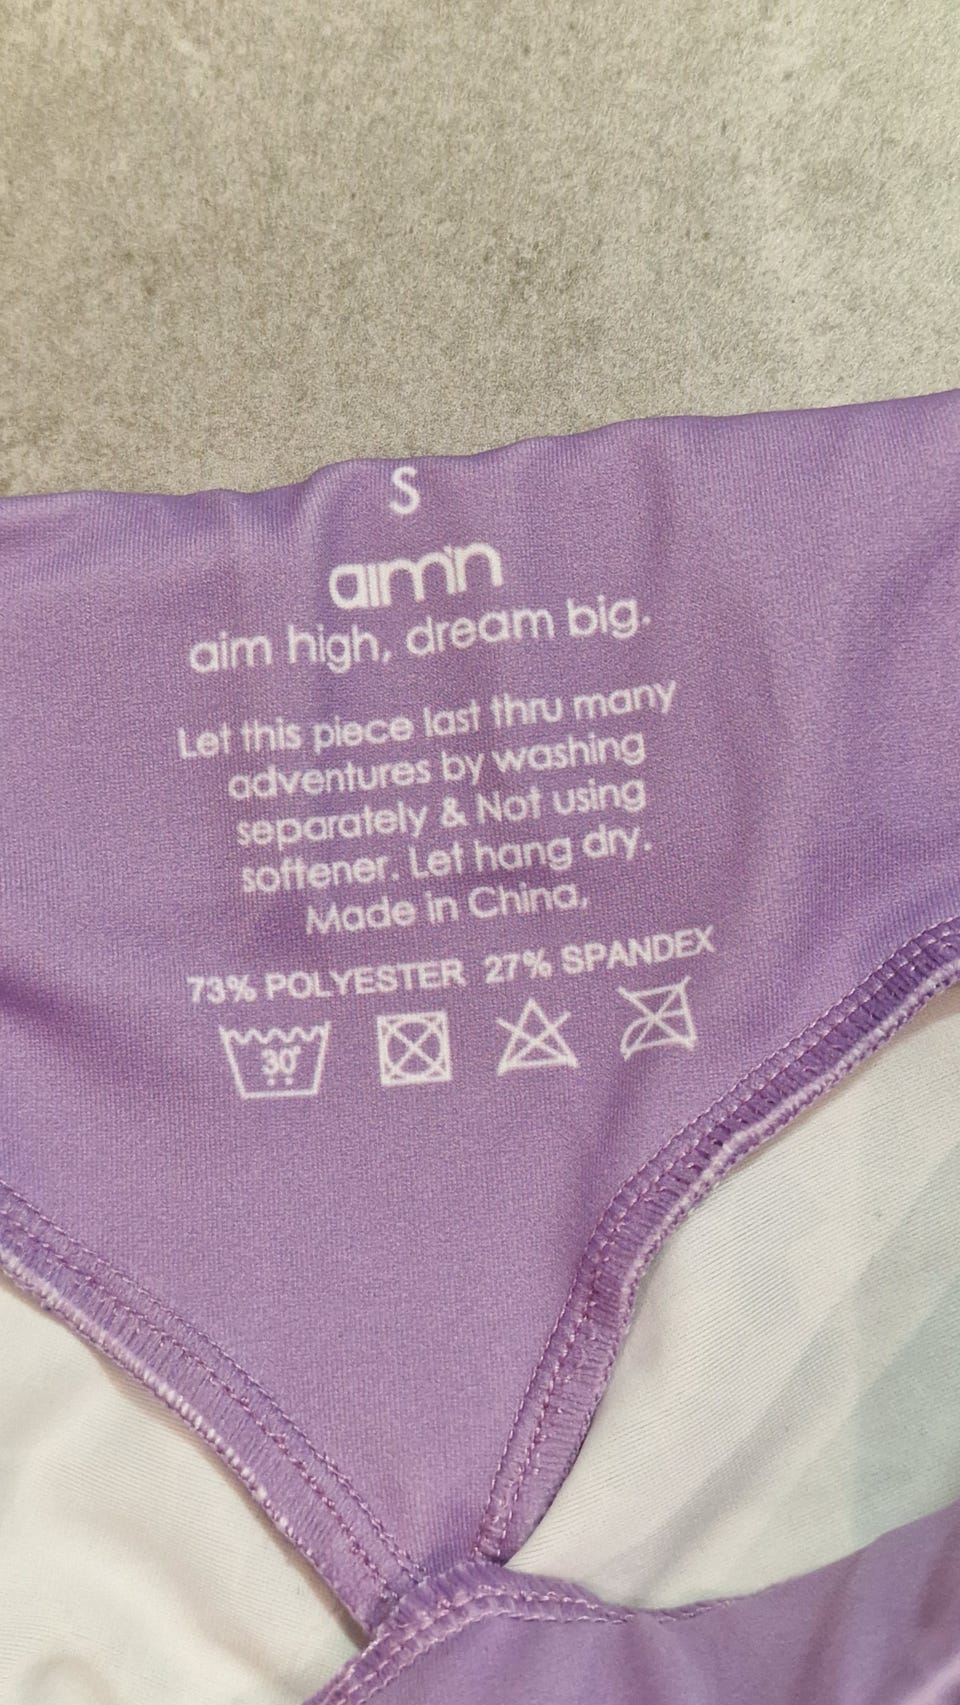 S
aim'n
aim high, dream big.
Let this piece last thru many
adventures by washing
separately & Not using
softener. Let hang dry.
Made in China.
73% POLYESTER 27% SPANDEX
30°